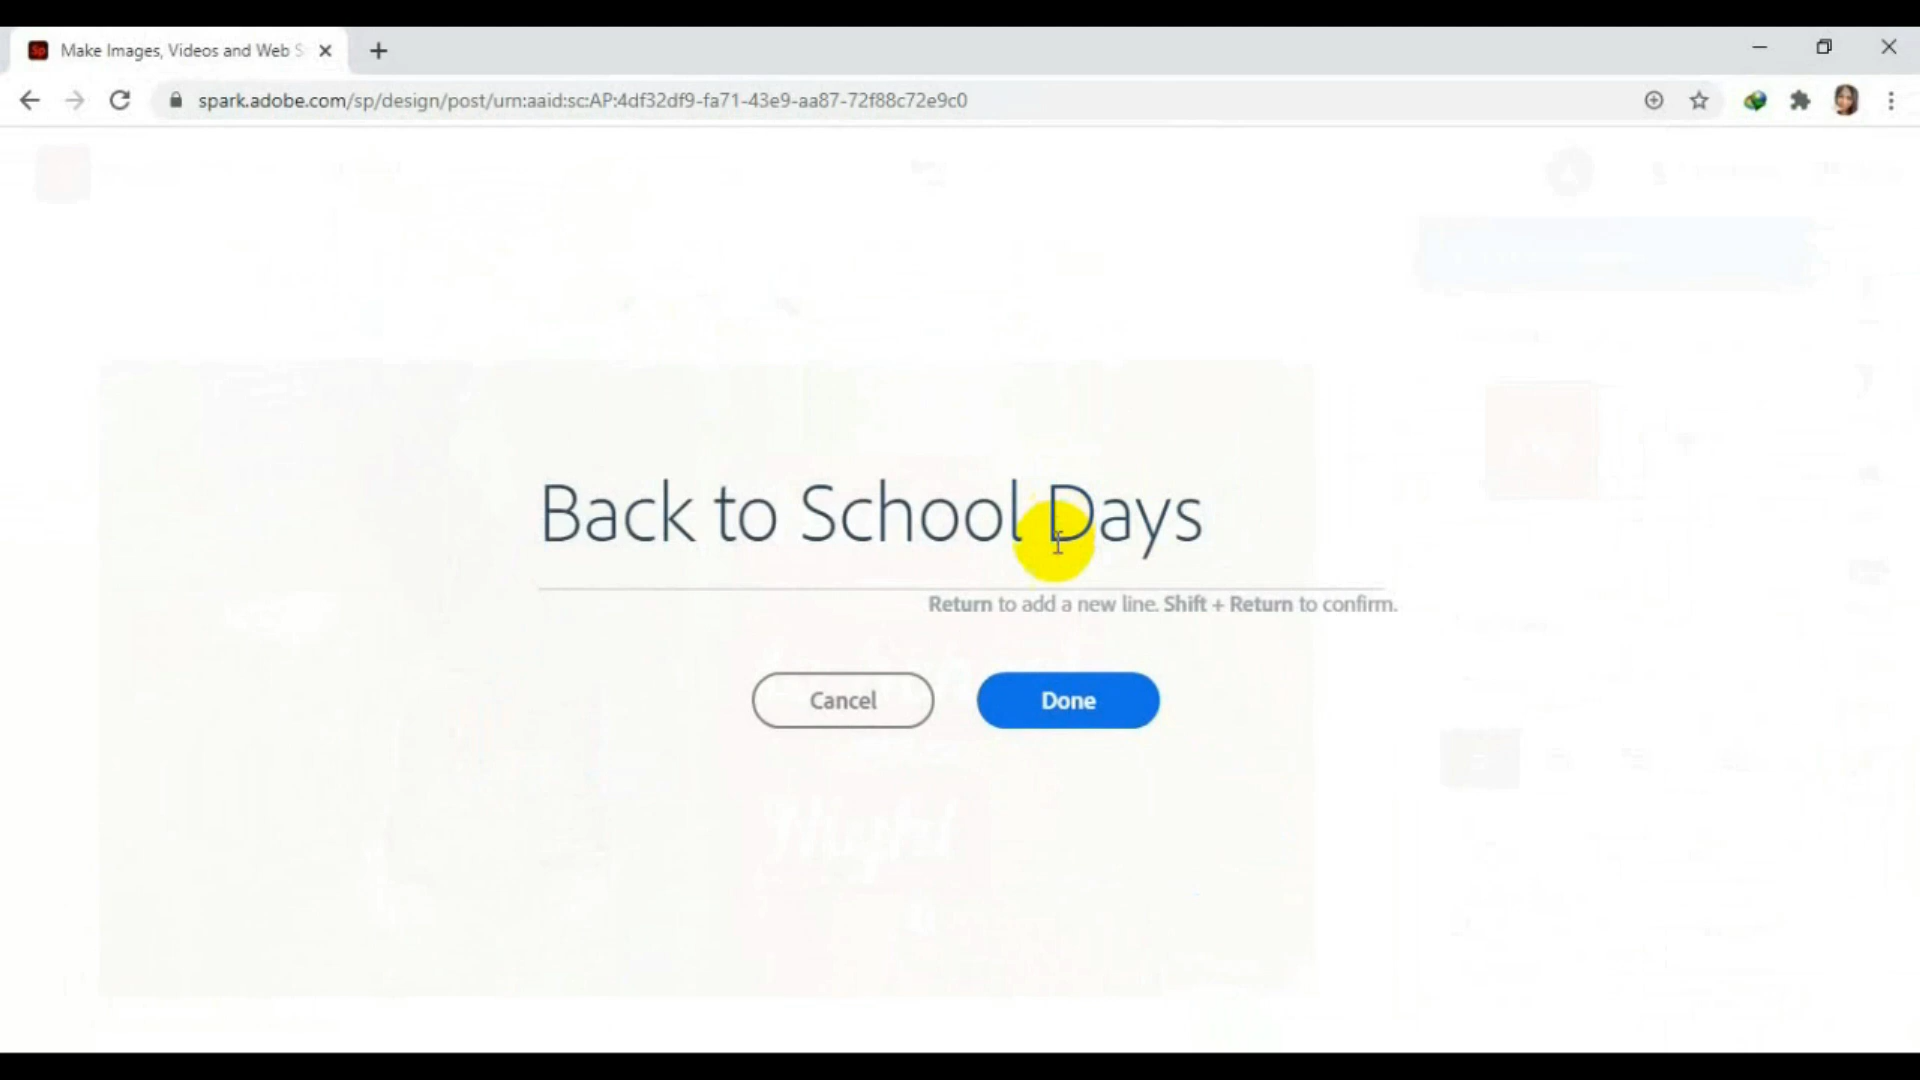 Sp Make Images, Videos and Web S
spark.adobe.com/sp/design/post/urn:aaid:sc:AP:4df32df9-fa71-43e9-aa87-72f88c72e9c0
Back to School Days
Return to add a new line. Shift + Return to confirm.
Cancel
Done